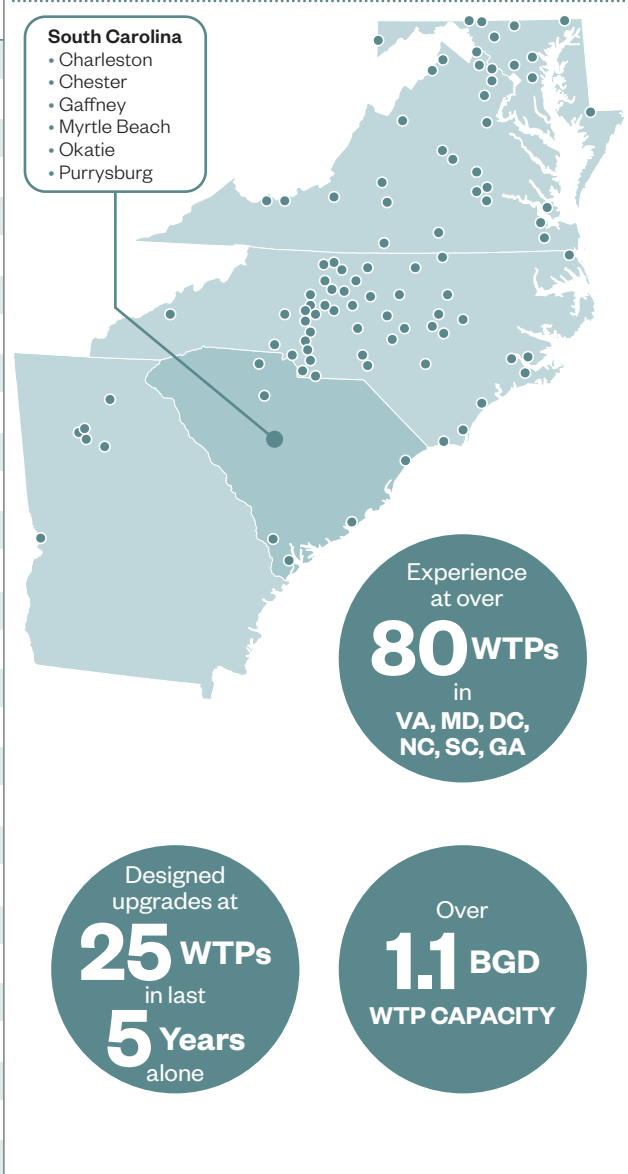 South Carolina
• Charleston
• Chester
• Gaffney
• Myrtle Beach
• Okatie
• Purrysburg
Experience
at over
80 WTPs
in
VA, MD, DC,
NC, SC, GA
Designed
upgrades at
25 WTPs
in last
5 Years
alone
Over
1.1 BGD
WTP CAPACITY